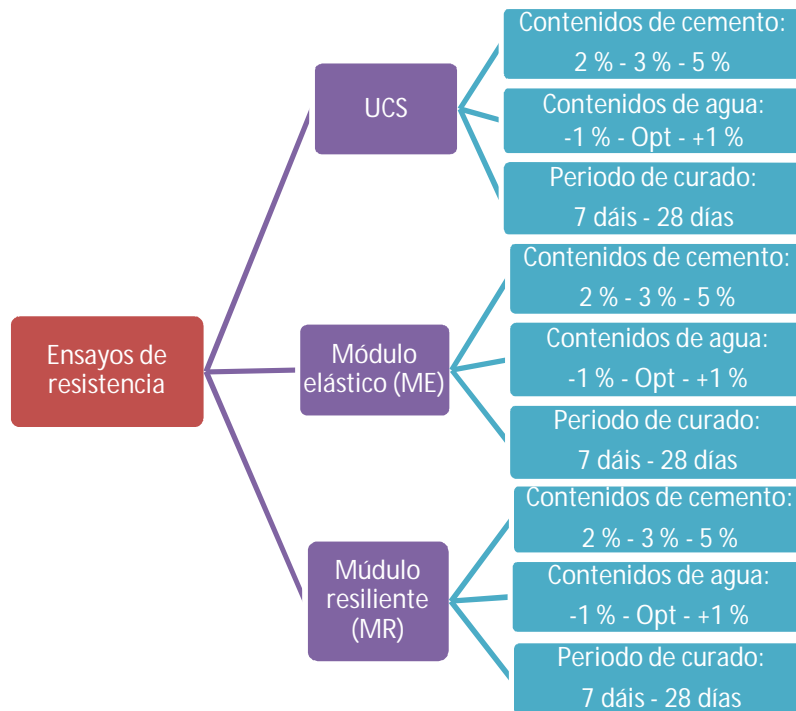 Ensayos de
resistencia
UCS
Contenidos de cemento:
2 % - 3 % - 5 %
Contenidos de agua:
-1 % - Opt - +1 %
Periodo de curado:
7 dáis - 28 días
Módulo
elástico (ME)
Contenidos de cemento:
2 % - 3 % - 5 %
Contenidos de agua:
-1 % - Opt - +1 %
Periodo de curado:
7 dáis - 28 días
Múdulo
resiliente
(MR)
Contenidos de cemento:
2 % - 3 % - 5 %
Contenidos de agua:
-1 % - Opt - +1 %
Periodo de curado:
7 dáis - 28 días